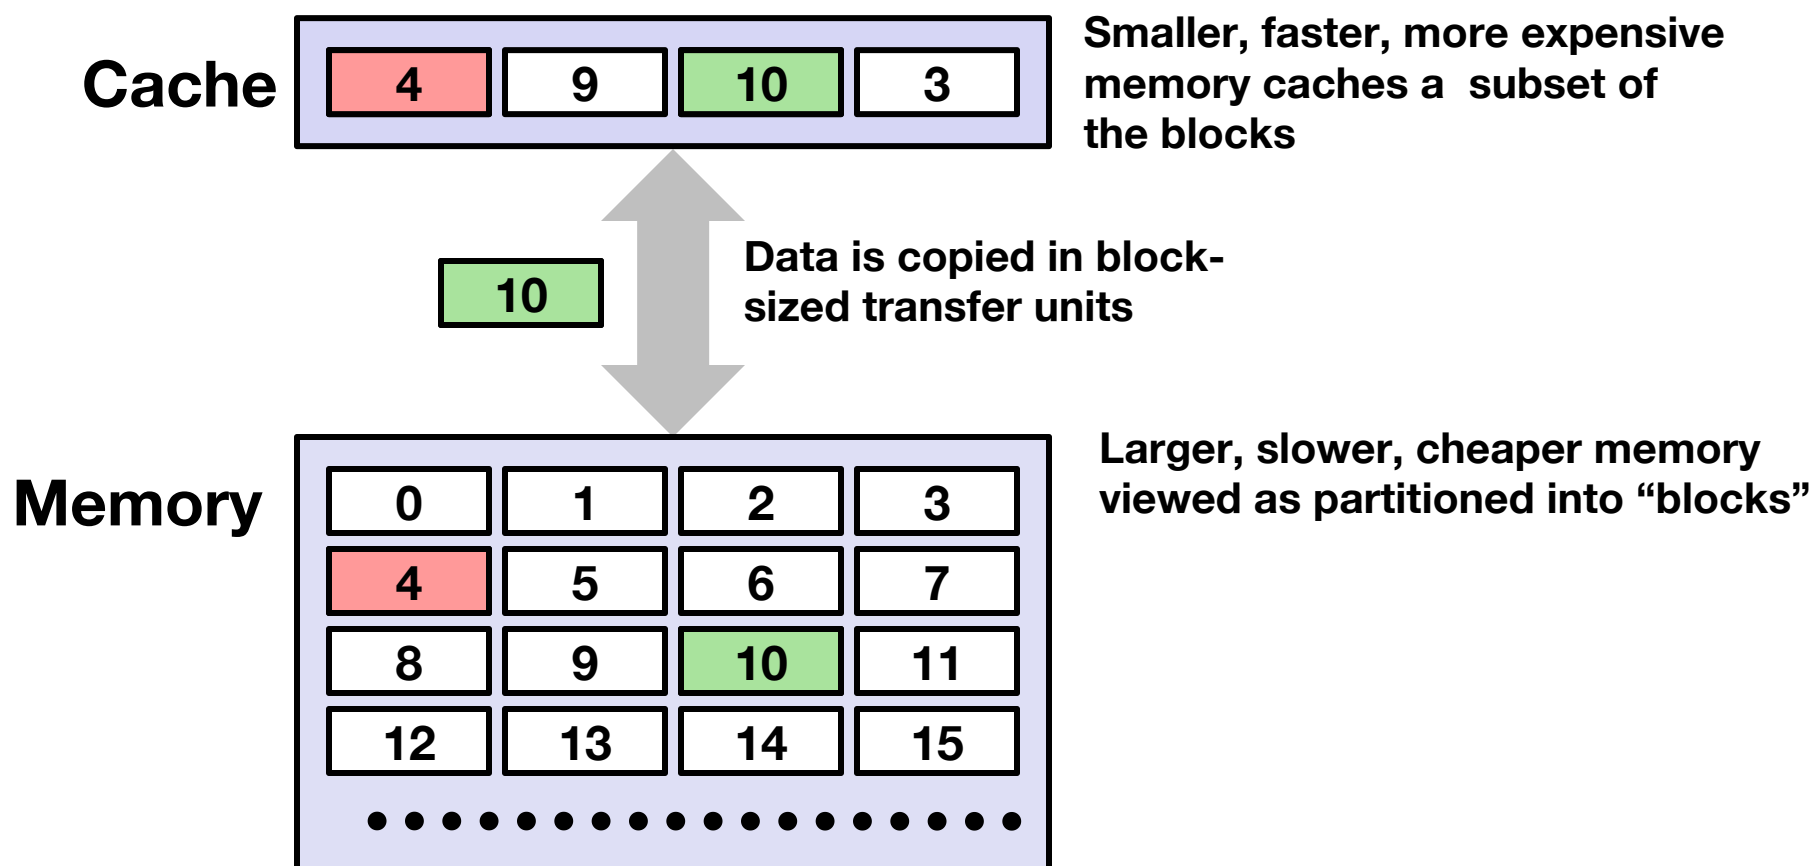 Cache
4 9 10 3
Smaller, faster, more expensive
memory caches a  subset of
the blocks
10
Data is copied in block-
sized transfer units
Memory
0 1 2 3
4 5 6 7
8 9 10 11
12 13 14 15
Larger, slower, cheaper memory
viewed as partitioned into “blocks”